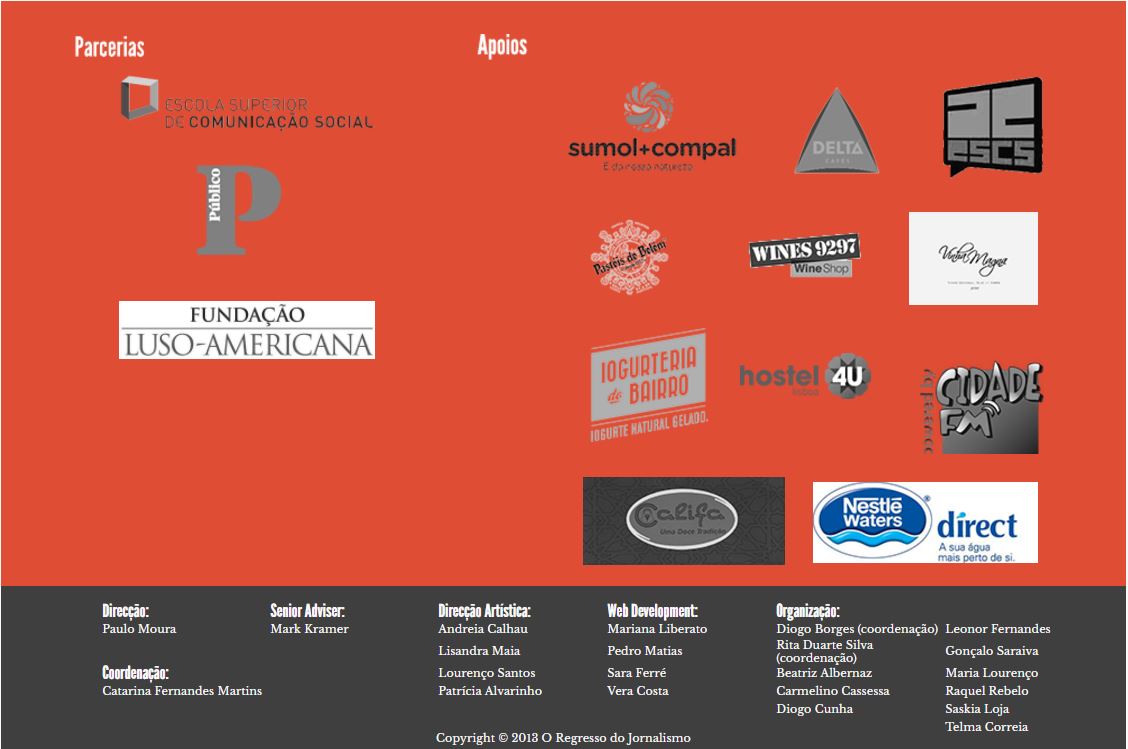 Parcerias
ESCOLA SUPERIOR
DE COMUNICAÇÃO SOCIAL
Público
P
FUNDAÇÃO
LUSO-AMERICANA
Apoios
sumol+compal
É da nossa natureza
DELTA
CAFÉS
AC
ESCS
Pastéis de Belém
WINES 9297
WineShop
Vinha Magna
IOGURTERIA
do BAIRRO
IOGURTE NATURAL GELADO.
hostel 4U
lisboa
CIDADE
FM
Califa
Uma Doce Tradição
Nestlé
WATERS
®
direct
A sua água
mais perto de si.
Direcção:
Paulo Moura
Coordenação:
Catarina Fernandes Martins
Senior Adviser:
Mark Kramer
Direcção Artística:
Andreia Calhau
Lisandra Maia
Lourenço Santos
Patrícia Alvarinho
Web Development:
Mariana Liberato
Pedro Matias
Sara Ferré
Vera Costa
Organização:
Diogo Borges (coordenação)
Rita Duarte Silva
(coordenação)
Beatriz Albernaz
Carmelino Cassessa
Diogo Cunha
Leonor Fernandes
Gonçalo Saraiva
Maria Lourenço
Raquel Rebelo
Saskia Loja
Telma Correia
Copyright © 2013 O Regresso do Jornalismo